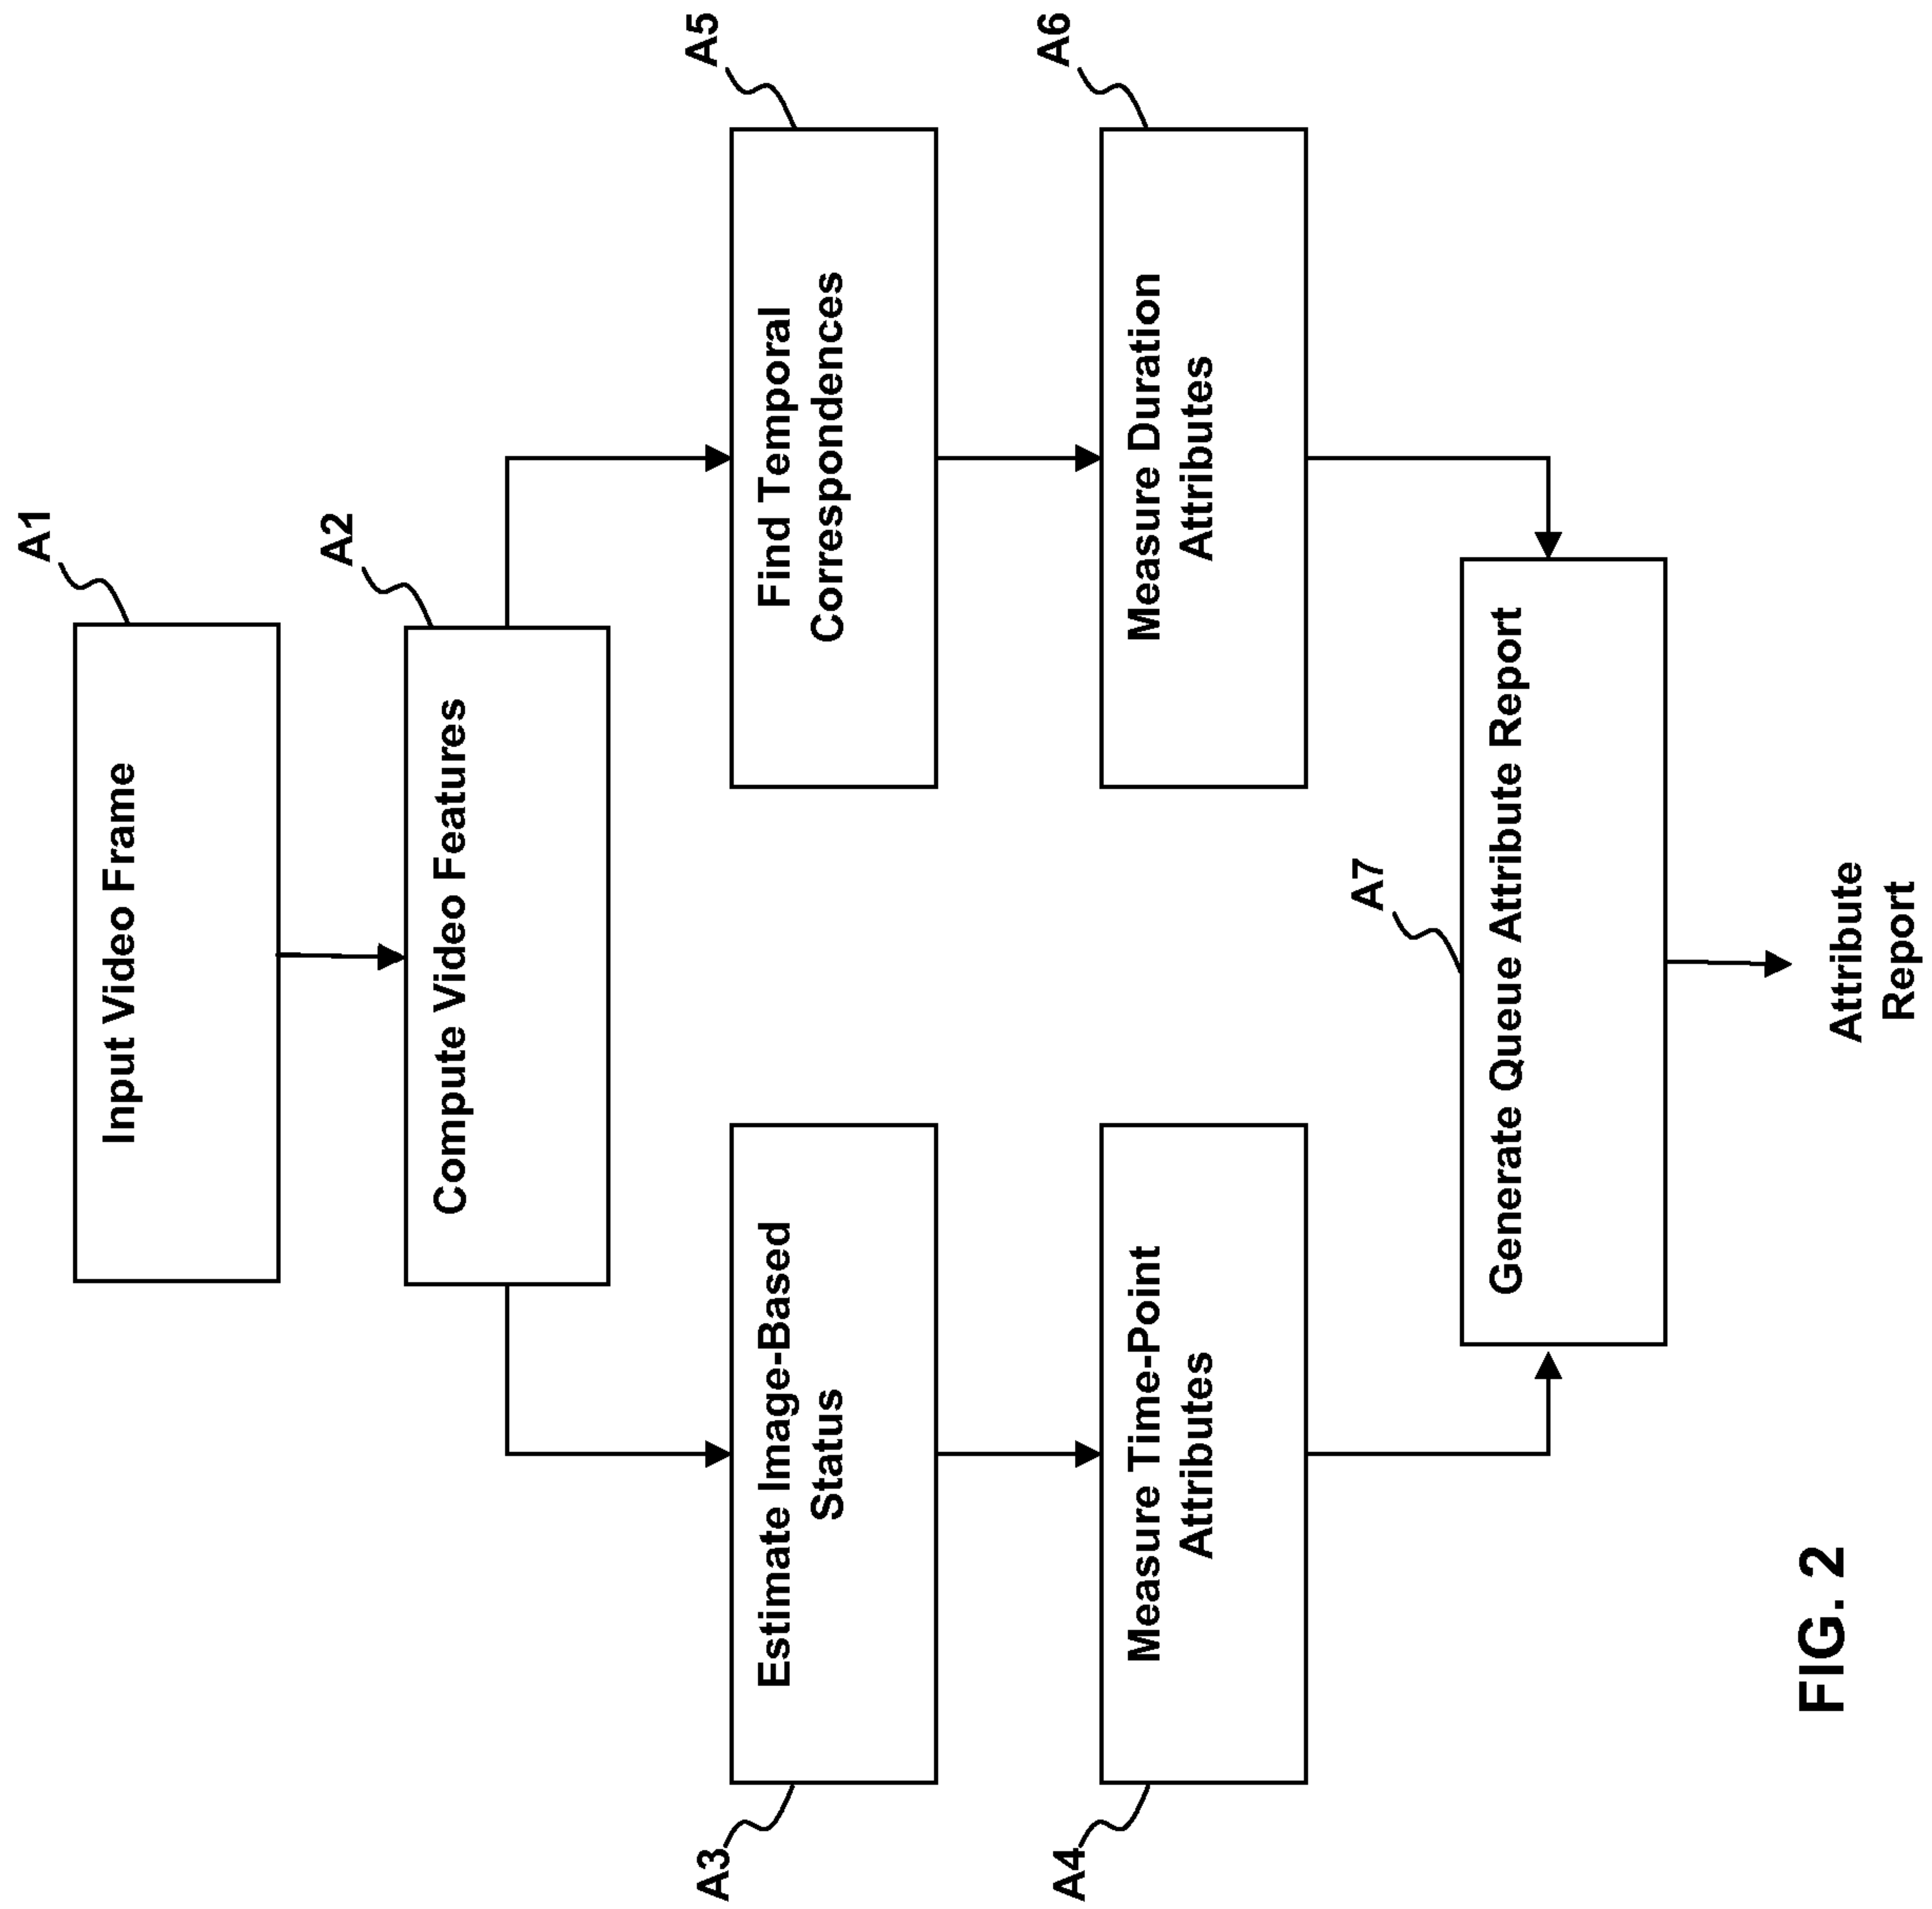 A1
Input Video Frame
A2
Compute Video Features
A3
Estimate Image-Based
Status
A5
Find Temporal
Correspondences
A4
Measure Time-Point
Attributes
A6
Measure Duration
Attributes
A7
Generate Queue Attribute Report
Attribute
Report
FIG. 2